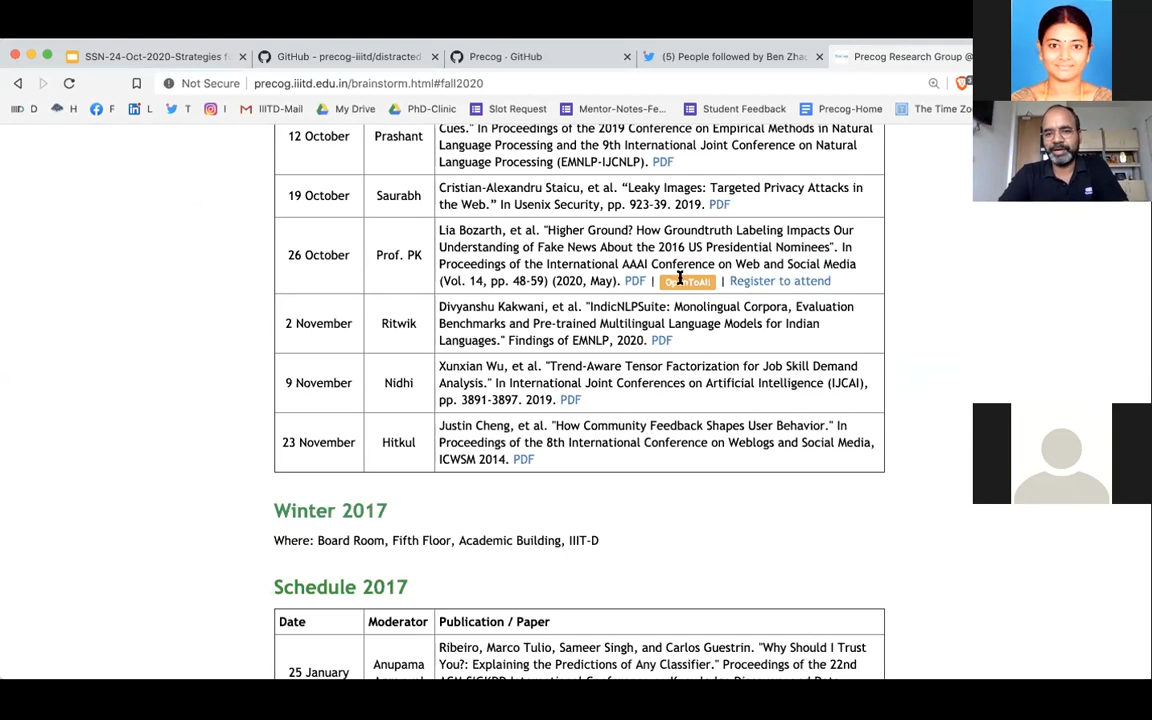 SSN-24-Oct-2020-Strategies f
GitHub - precog-iiitd/distracted
Precog - GitHub
(5) People followed by Ben Zha
Precog Research Group @
Not Secure
precog.iiitd.edu.in/brainstorm.html#fall2020
D
H
F
L
T
I
IIITD-Mail
My Drive
PhD-Clinic
Slot Request
Mentor-Notes-Fe...
Student Feedback
Precog-Home
The Time Zo
12 October
Prashant
Cues." In Proceedings of the 2019 Conference on Empirical Methods in Natural
Language Processing and the 9th International Joint Conference on Natural
Language Processing (EMNLP-IJCNLP). PDF
19 October
Saurabh
Cristian-Alexandru Staicu, et al. “Leaky Images: Targeted Privacy Attacks in
the Web.” In Usenix Security, pp. 923-39. 2019. PDF
26 October
Prof. PK
Lia Bozarth, et al. "Higher Ground? How Groundtruth Labeling Impacts Our
Understanding of Fake News About the 2016 US Presidential Nominees". In
Proceedings of the International AAAI Conference on Web and Social Media
(Vol. 14, pp. 48-59) (2020, May). PDF | OpenToAll | Register to attend
2 November
Ritwik
Divyanshu Kakwani, et al. "IndicNLPSuite: Monolingual Corpora, Evaluation
Benchmarks and Pre-trained Multilingual Language Models for Indian
Languages." Findings of EMNLP, 2020. PDF
9 November
Nidhi
Xunxian Wu, et al. "Trend-Aware Tensor Factorization for Job Skill Demand
Analysis." In International Joint Conferences on Artificial Intelligence (IJCAI),
pp. 3891-3897. 2019. PDF
23 November
Hitkul
Justin Cheng, et al. "How Community Feedback Shapes User Behavior." In
Proceedings of the 8th International Conference on Weblogs and Social Media,
ICWSM 2014. PDF
Winter 2017
Where: Board Room, Fifth Floor, Academic Building, IIIT-D
Schedule 2017
Date
Moderator
Publication / Paper
25 January
Anupama
Ribeiro, Marco Tulio, Sameer Singh, and Carlos Guestrin. "Why Should I Trust
You?: Explaining the Predictions of Any Classifier." Proceedings of the 22nd